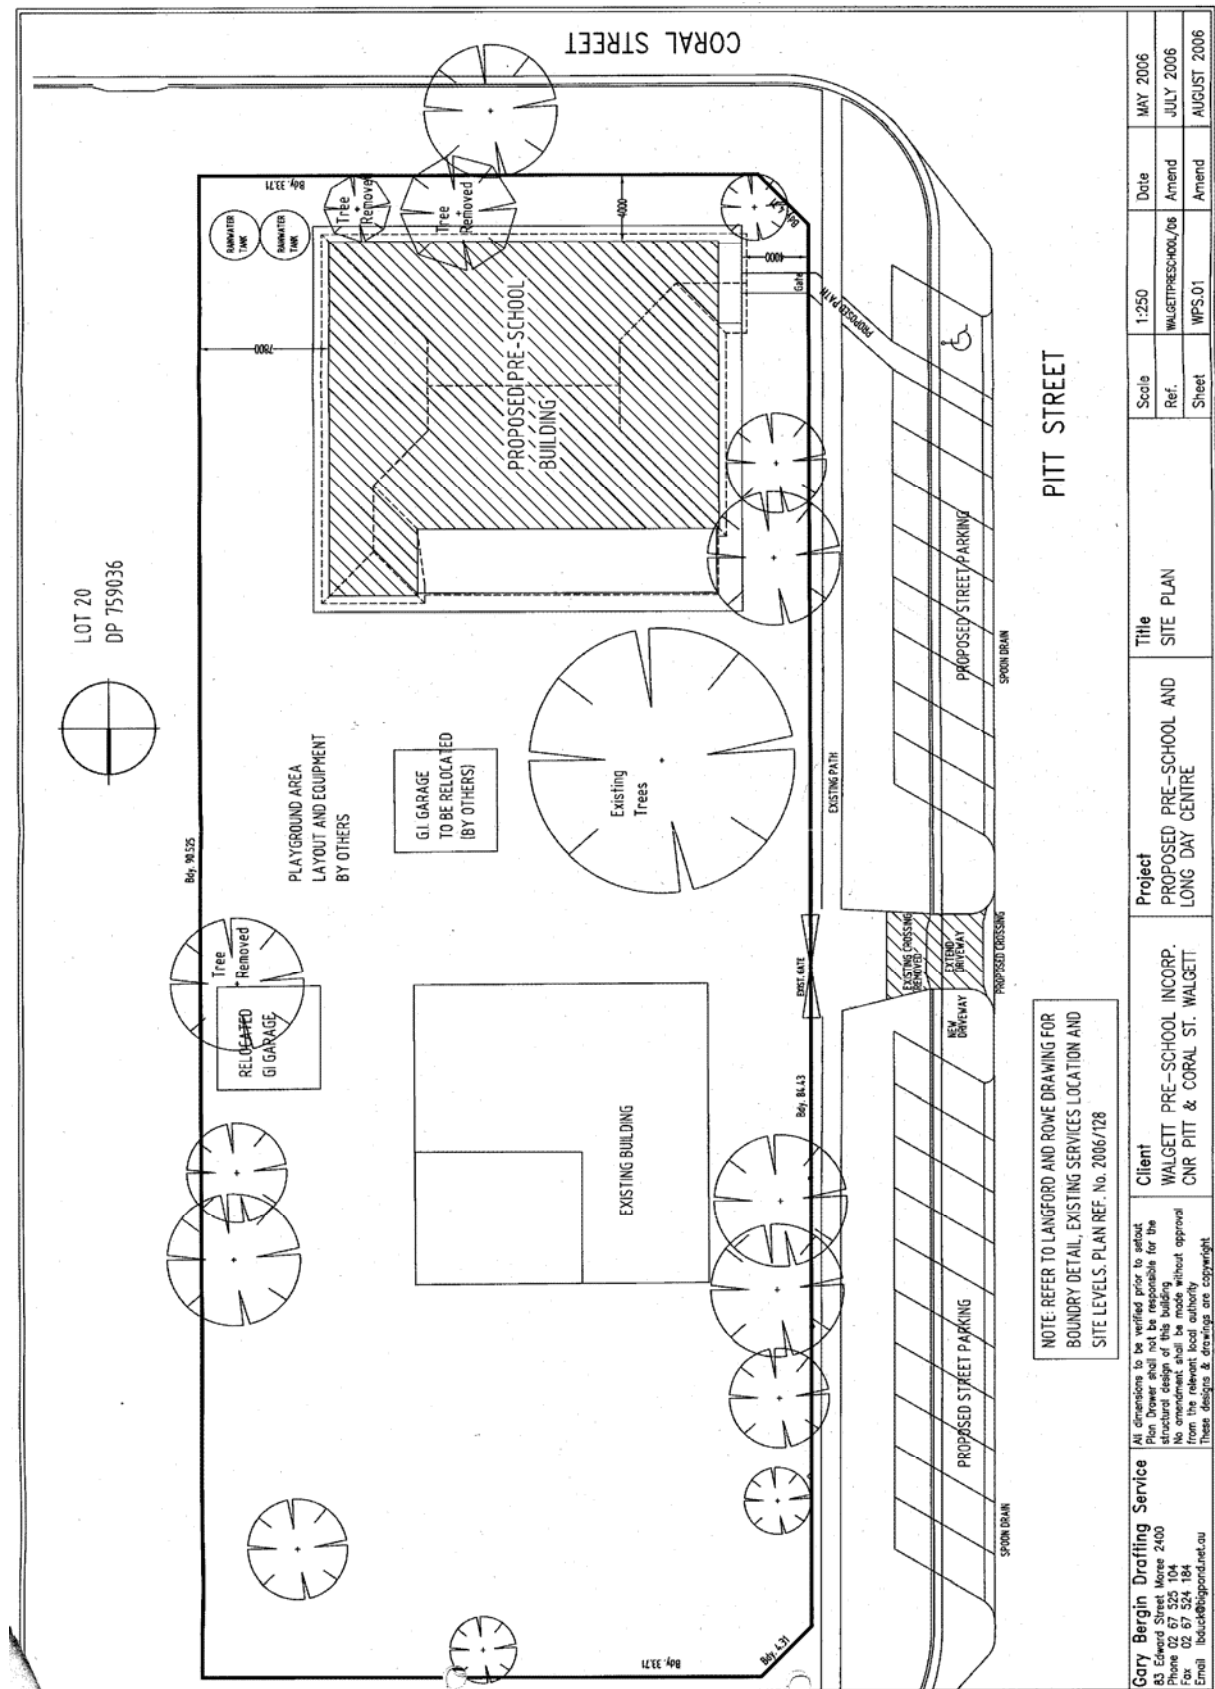 CORAL STREET
LOT 20
DP 759036
Bdy. 33.71
RAINWATER
TANK
RAINWATER
TANK
Tree
Removed
Tree
Removed
4000
Bdy. 4.31
4000
Gate
7800
PROPOSED PRE-SCHOOL
BUILDING
PROPOSED PATH
PITT STREET
PROPOSED STREET PARKING
SPOON DRAIN
EXISTING PATH
Bdy. 90.525
PLAYGROUND AREA
LAYOUT AND EQUIPMENT
BY OTHERS
G.I. GARAGE
TO BE RELOCATED
(BY OTHERS)
Existing
Trees
Tree
Removed
RELOCATED
GI GARAGE
EXIST. GATE
EXISTING CROSSING
REMOVED
EXTEND
DRIVEWAY
PROPOSED CROSSING
NEW
DRIVEWAY
Bdy. 84.43
EXISTING BUILDING
PROPOSED STREET PARKING
SPOON DRAIN
Bdy. 33.71
Bdy. 4.31
NOTE: REFER TO LANGFORD AND ROWE DRAWING FOR
BOUNDRY DETAIL, EXISTING SERVICES LOCATION AND
SITE LEVELS. PLAN REF. No. 2006/128
Gary Bergin Drafting Service
83 Edward Street Moree 2400
Phone 02 67 525 104
Fax 02 67 524 184
Email lbduck@bigpond.net.au
All dimensions to be verified prior to setout
Plan Drawer shall not be responsible for the
structural design of this building
No amendment shall be made without approval
from the relevant local authority
These designs & drawings are copywright
Client
WALGETT PRE-SCHOOL INCORP.
CNR PITT & CORAL ST. WALGETT
Project
PROPOSED PRE-SCHOOL AND
LONG DAY CENTRE
Title
SITE PLAN
Scale 1:250 Date MAY 2006
Ref. WALGETTPRESCHOOL/06 Amend JULY 2006
Sheet WPS.01 Amend AUGUST 2006